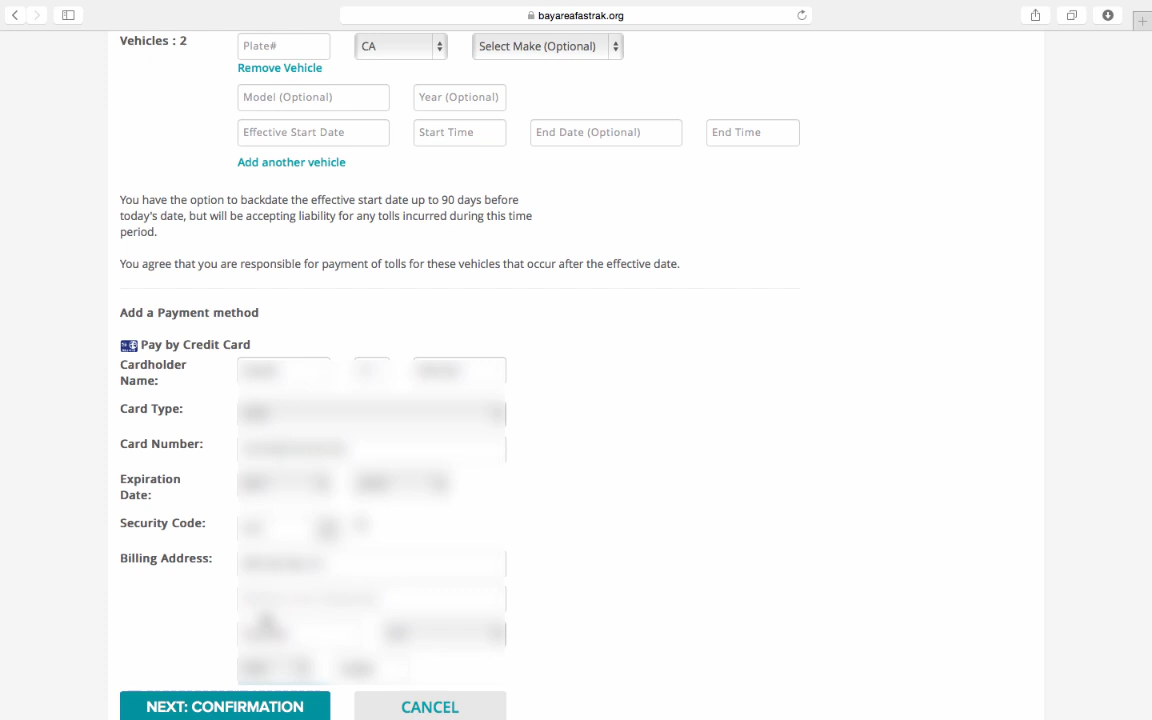 bayareafastrak.org
Vehicles : 2
Plate#
CA
Select Make (Optional)
Remove Vehicle
Model (Optional)
Year (Optional)
Effective Start Date
Start Time
End Date (Optional)
End Time
Add another vehicle
You have the option to backdate the effective start date up to 90 days before
today's date, but will be accepting liability for any tolls incurred during this time
period.
You agree that you are responsible for payment of tolls for these vehicles that occur after the effective date.
Add a Payment method
Pay by Credit Card
Cardholder
Name:
Card Type:
Card Number:
Expiration
Date:
Security Code:
Billing Address:
NEXT: CONFIRMATION
CANCEL